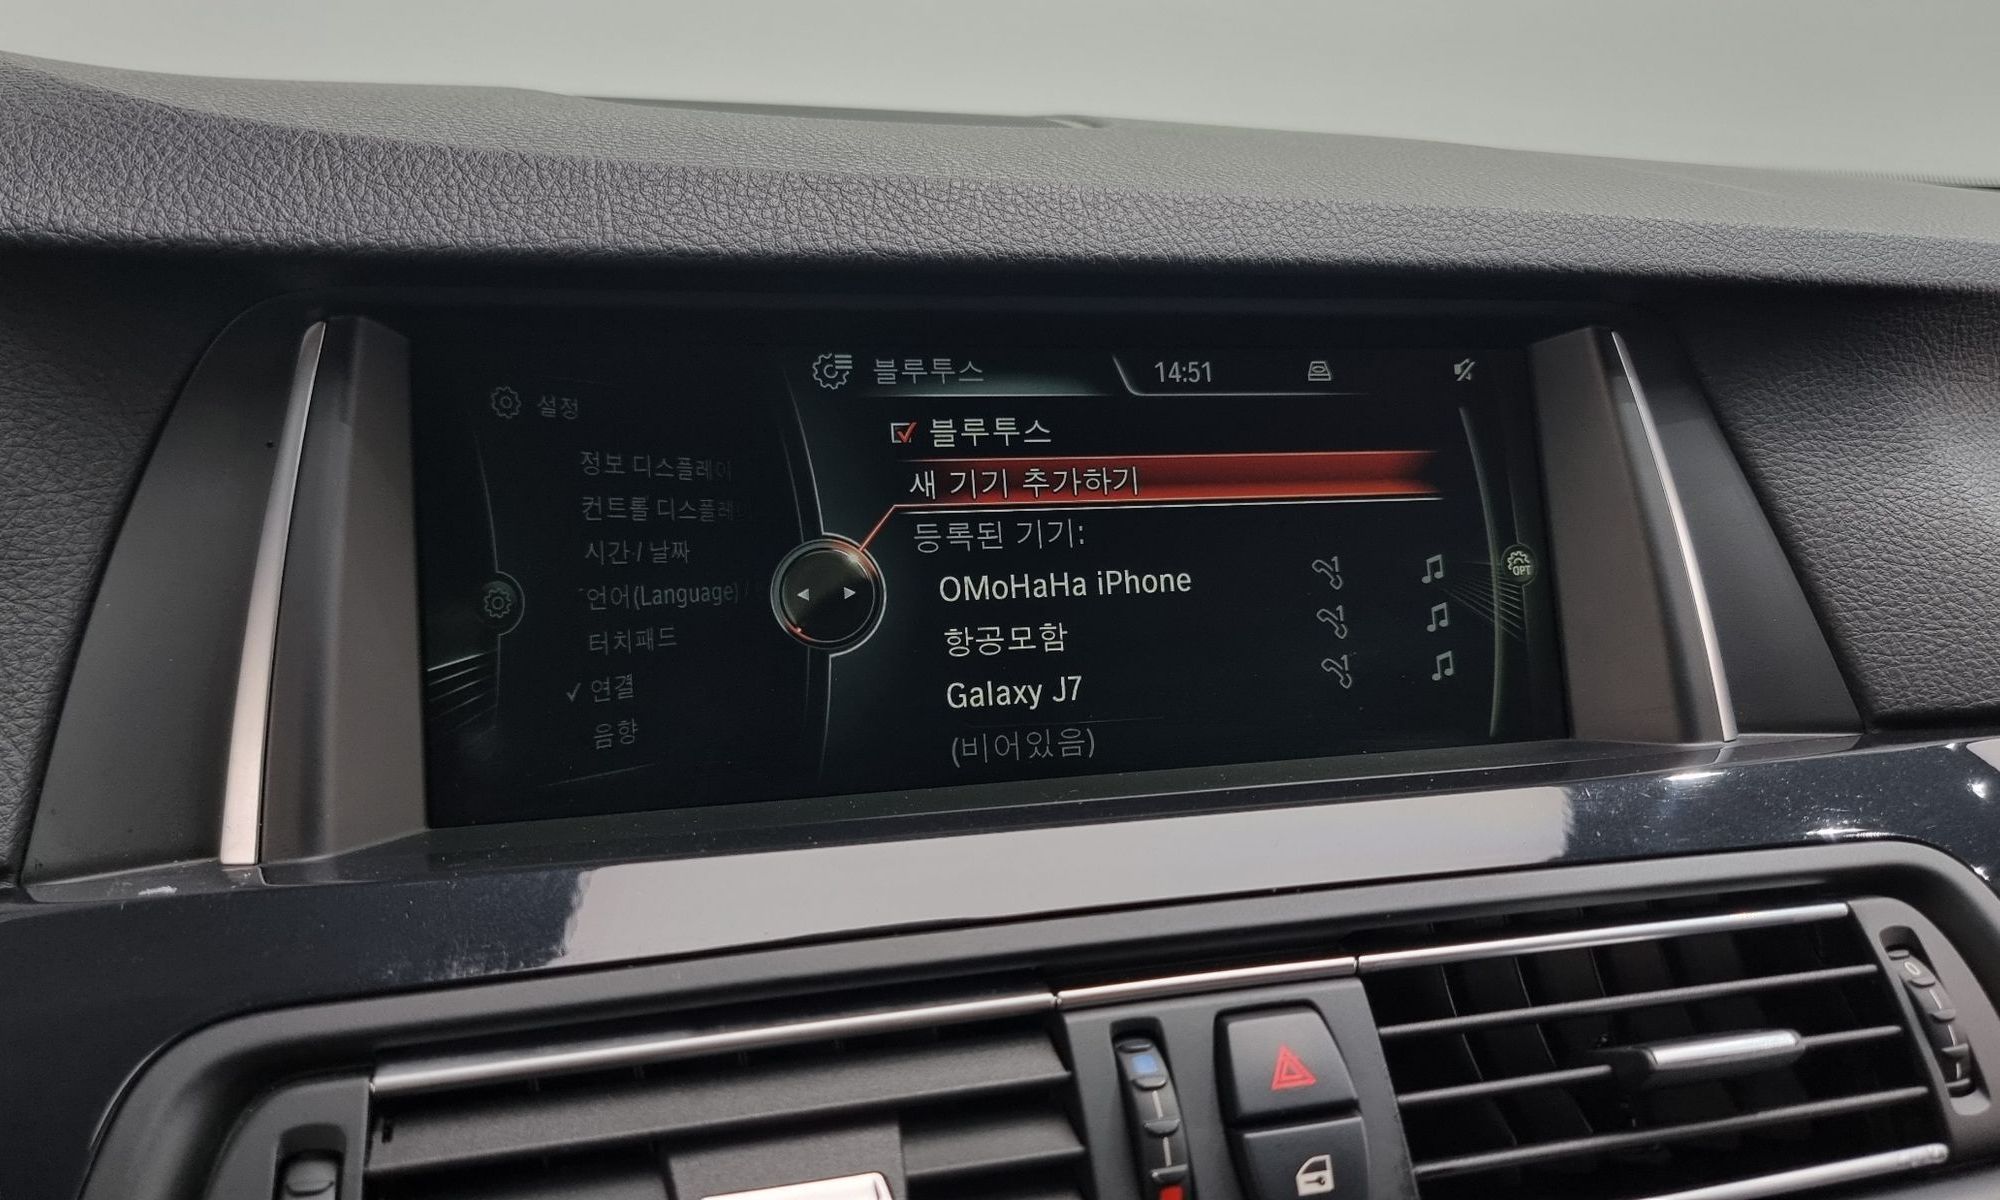 설정
정보 디스플레이
컨트롤 디스플레
시간 / 날짜
언어(Language) /
터치패드
✓ 연결
음향
블루투스
14:51
블루투스
새 기기 추가하기
등록된 기기:
OMoHaHa iPhone
항공모함
Galaxy J7
(비어있음)
OPT
0